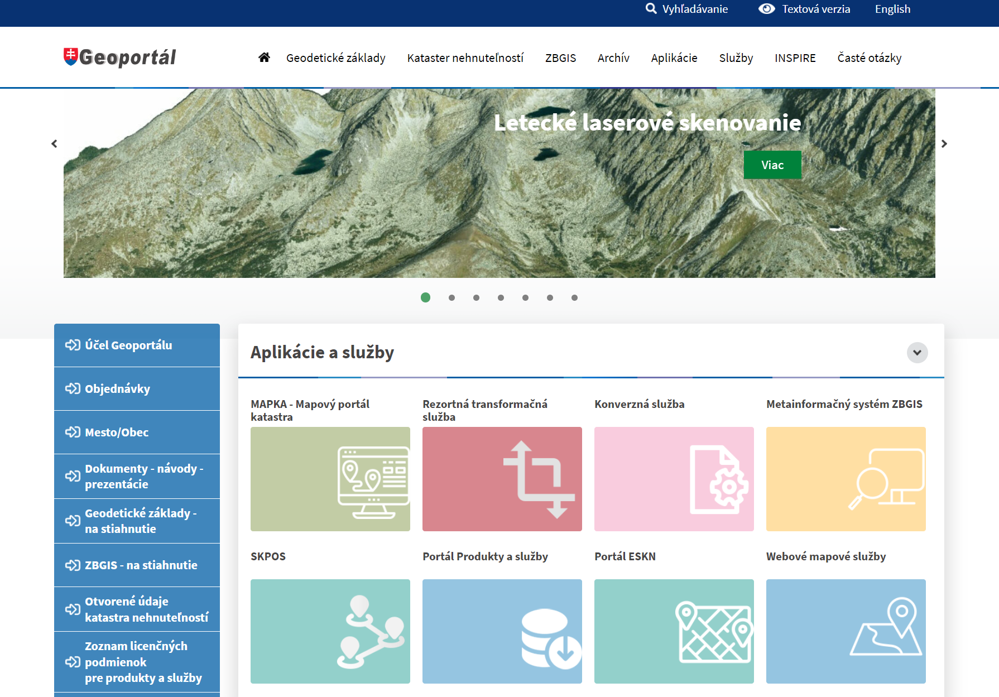 Vyhľadávanie
Textová verzia
English
Geoportál
Geodetické základy
Kataster nehnuteľností
ZBGIS
Archív
Aplikácie
Služby
INSPIRE
Časté otázky
Letecké laserové skenovanie
Viac
Účel Geoportálu
Objednávky
Mesto/Obec
Dokumenty - návody -
prezentácie
Geodetické základy -
na stiahnutie
ZBGIS - na stiahnutie
Otvorené údaje
katastra nehnuteľností
Zoznam licenčných
podmienok
pre produkty a služby
Aplikácie a služby
MAPKA - Mapový portál
katastra
Rezortná transformačná
služba
Konverzná služba
Metainformačný systém ZBGIS
SKPOS
Portál Produkty a služby
Portál ESKN
Webové mapové služby